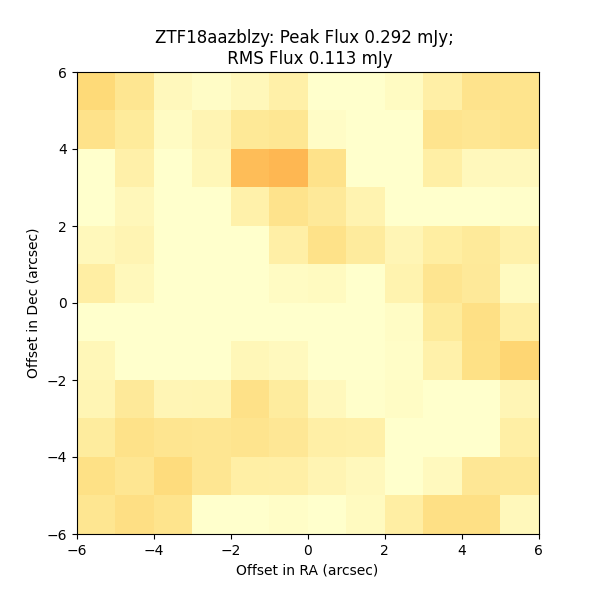 ZTF18aazblzy: Peak Flux 0.292 mJy;
RMS Flux 0.113 mJy
6
4
2
0
−2
−4
−6
Offset in Dec (arcsec)
−6 −4 −2 0 2 4 6
Offset in RA (arcsec)